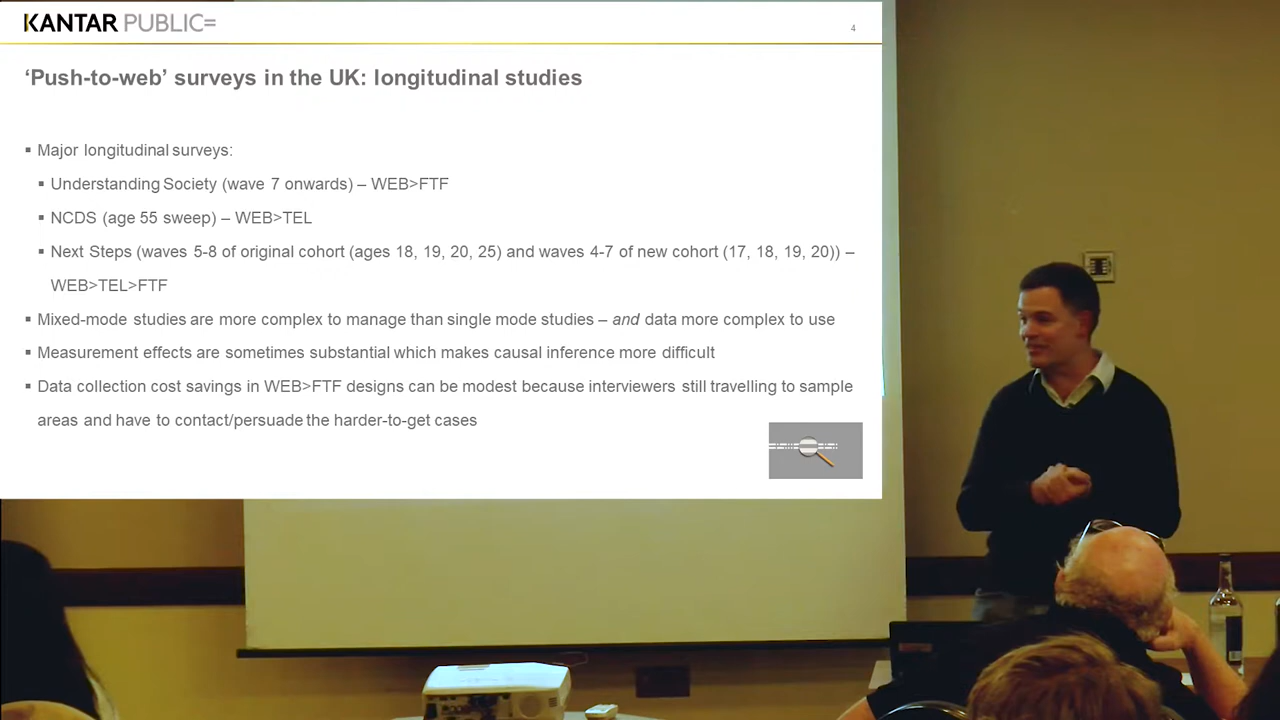 KANTAR PUBLIC=
4
‘Push-to-web’ surveys in the UK: longitudinal studies
▪ Major longitudinal surveys:
▪ Understanding Society (wave 7 onwards) – WEB>FTF
▪ NCDS (age 55 sweep) – WEB>TEL
▪ Next Steps (waves 5-8 of original cohort (ages 18, 19, 20, 25) and waves 4-7 of new cohort (17, 18, 19, 20)) –
WEB>TEL>FTF
▪ Mixed-mode studies are more complex to manage than single mode studies – and data more complex to use
▪ Measurement effects are sometimes substantial which makes causal inference more difficult
▪ Data collection cost savings in WEB>FTF designs can be modest because interviewers still travelling to sample
areas and have to contact/persuade the harder-to-get cases